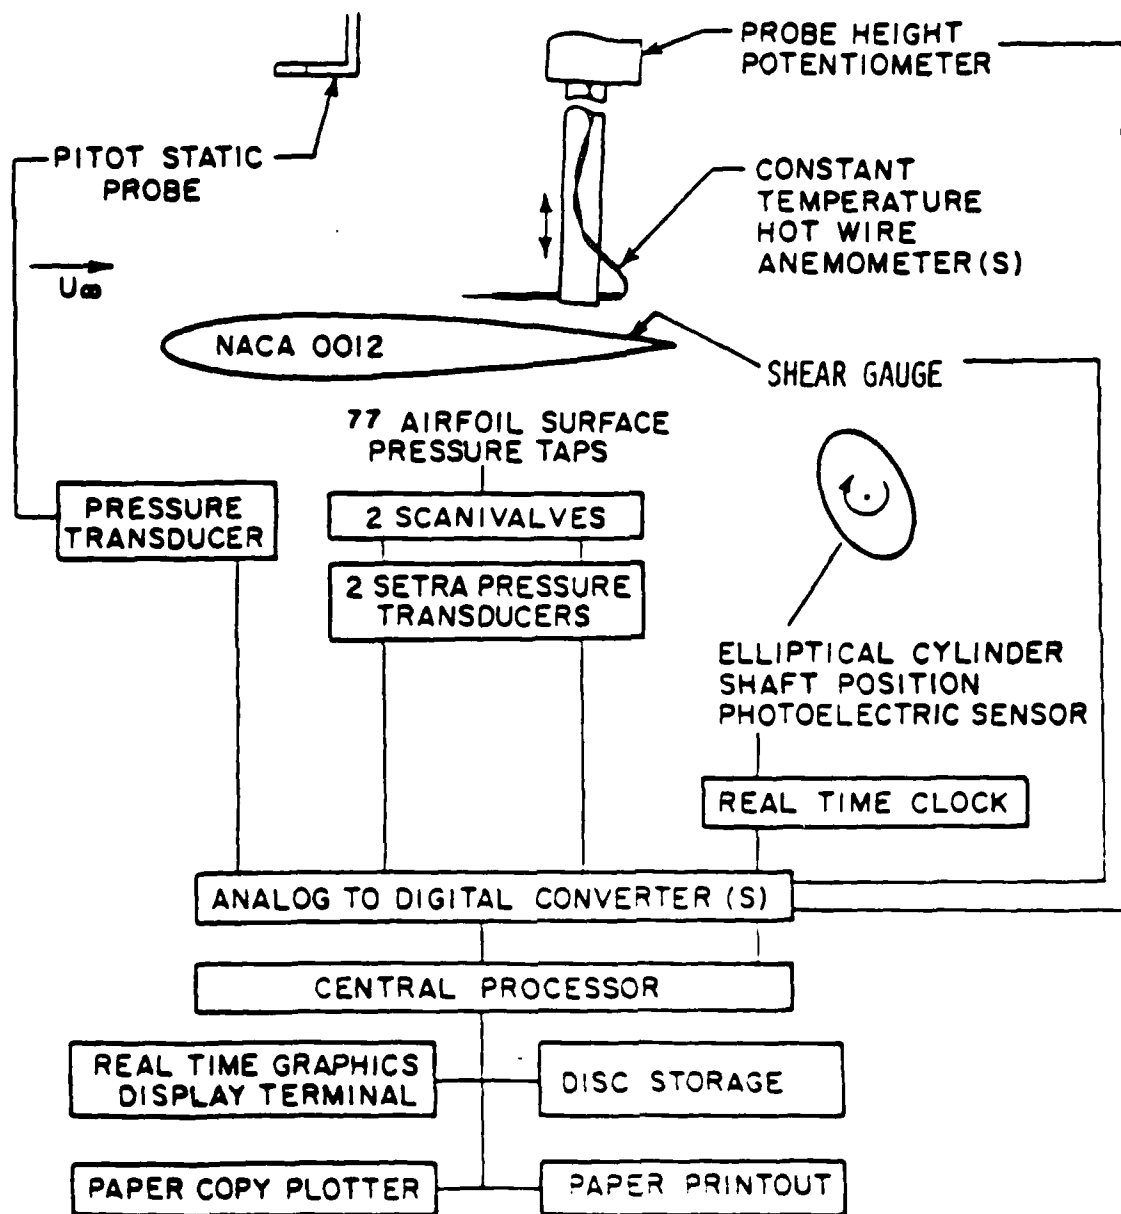 PROBE HEIGHT
POTENTIOMETER
PITOT STATIC
PROBE
CONSTANT
TEMPERATURE
HOT WIRE
ANEMOMETER(S)
U∞
NACA 0012
SHEAR GAUGE
77 AIRFOIL SURFACE
PRESSURE TAPS
PRESSURE
TRANSDUCER
2 SCANIVALVES
2 SETRA PRESSURE
TRANSDUCERS
ELLIPTICAL CYLINDER
SHAFT POSITION
PHOTOELECTRIC SENSOR
REAL TIME CLOCK
ANALOG TO DIGITAL CONVERTER (S)
CENTRAL PROCESSOR
REAL TIME GRAPHICS
DISPLAY TERMINAL
DISC STORAGE
PAPER COPY PLOTTER
PAPER PRINTOUT